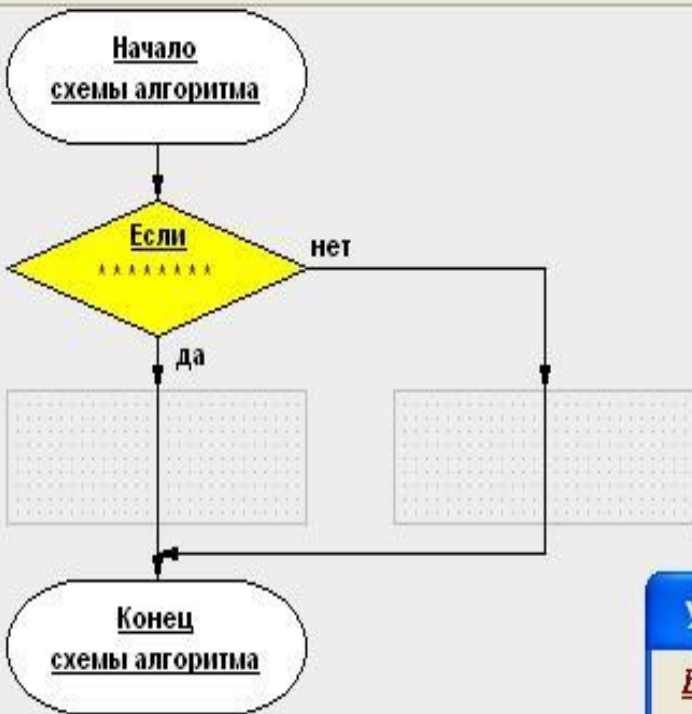 Начало
схемы алгоритма
Если
* * * * * * * *
нет
да
Конец
схемы алгоритма